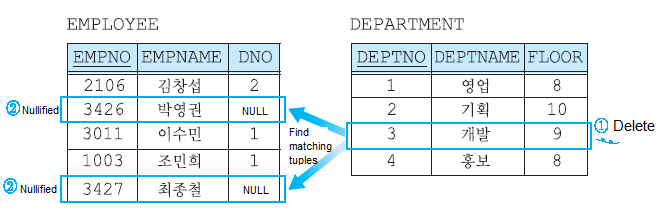 EMPLOYEE
EMPNO EMPNAME DNO
2106 김창섭 2
② Nullified 3426 박영권 NULL
3011 이수민 1
1003 조민희 1
② Nullified 3427 최종철 NULL
Find
matching
tuples
DEPARTMENT
DEPTNO DEPTNAME FLOOR
1 영업 8
2 기획 10
3 개발 9 ① Delete
4 홍보 8